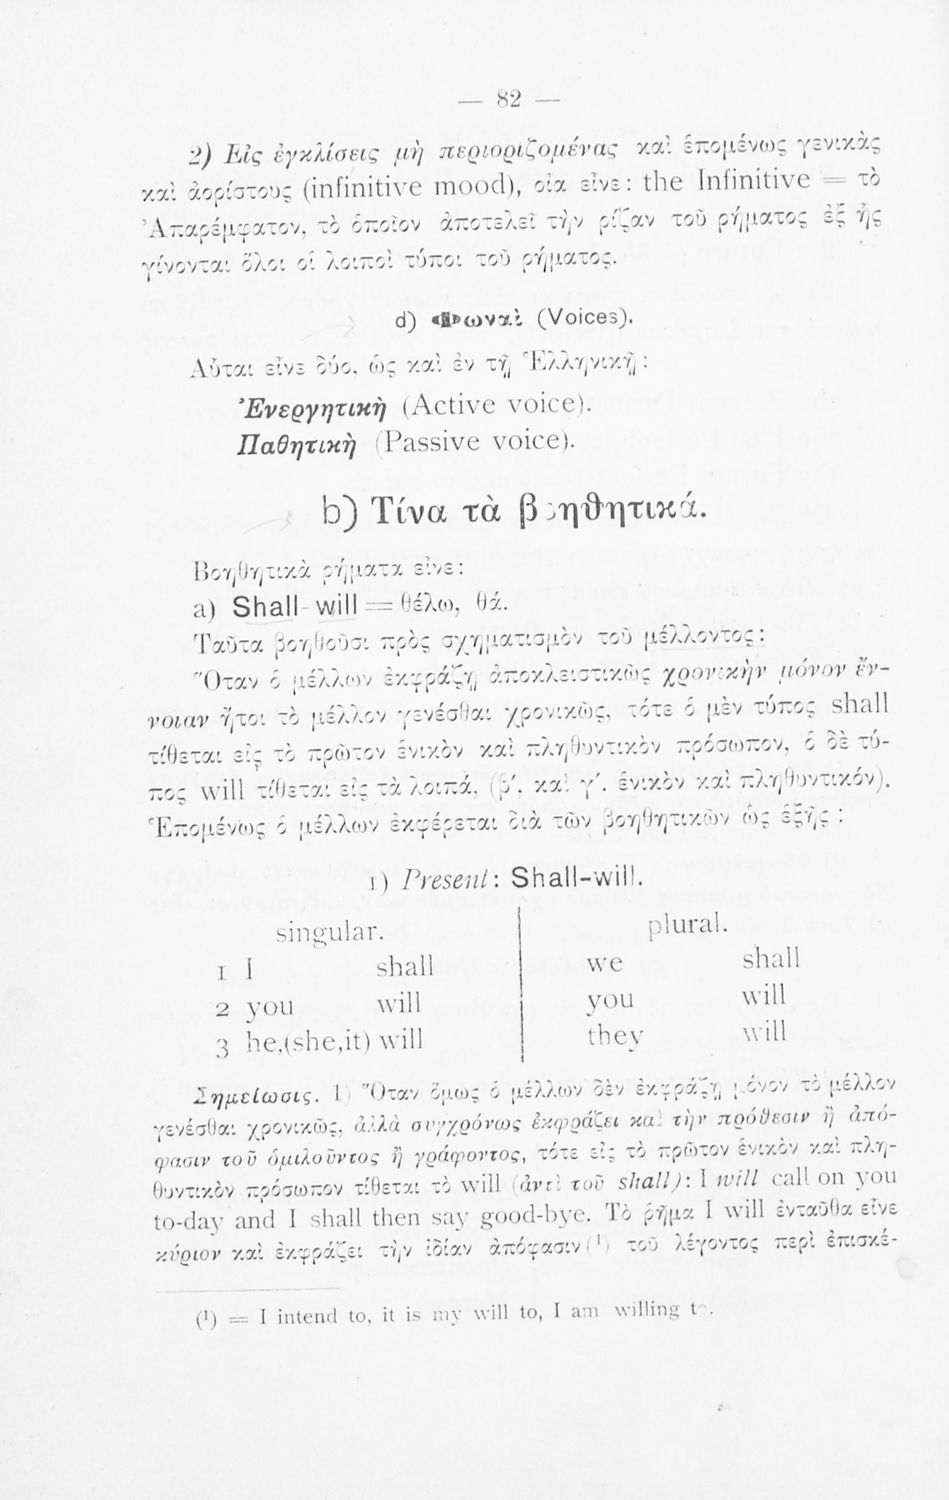 — 82 —
2) Εἰς ἐγκλίσεις μὴ περιοριζομένας καὶ ἑπομένως γενικὰς
καὶ ἀορίστους (infinitive mood), οἷα εἶνε: the Infinitive = τὸ
Ἀπαρέμφατον, τὸ ὁποῖον ἀποτελεῖ τὴν ρίζαν τοῦ ρήματος ἐξ ἧς
γίνονται ὅλοι οἱ λοιποὶ τύποι τοῦ ρήματος.
d) Φωναὶ (Voices).
Αὗται εἶνε δύο, ὡς καὶ ἐν τῇ Ἑλληνικῇ:
Ἐνεργητικὴ (Active voice).
Παθητικὴ (Passive voice).
b) Τίνα τὰ βοηθητικά.
Βοηθητικὰ ρήματα εἶνε:
a) Shall-will = θέλω, θά.
Ταῦτα βοηθοῦσι πρὸς σχηματισμὸν τοῦ μέλλοντος:
Ὅταν ὁ μέλλων ἐκφράζῃ ἀποκλειστικῶς χρονικὴν μόνον ἔν-
νοιαν ἤτοι τὸ μέλλον γενέσθαι χρονικῶς, τότε ὁ μὲν τύπος shall
τίθεται εἰς τὸ πρῶτον ἑνικὸν καὶ πληθυντικὸν πρόσωπον, ὁ δὲ τύ-
πος will τίθεται εἰς τὰ λοιπά, (β΄. καὶ γ΄. ἑνικὸν καὶ πληθυντικόν).
Ἑπομένως ὁ μέλλων ἐκφέρεται διὰ τῶν βοηθητικῶν ὡς ἑξῆς:
1) Present: Shall-will.
singular. plural.
1 I shall we shall
2 you will you will
3 he,(she,it) will they will
Σημείωσις. 1) Ὅταν ὅμως ὁ μέλλων δὲν ἐκφράζῃ μόνον τὸ μέλλον
γενέσθαι χρονικῶς, ἀλλὰ συγχρόνως ἐκφράζει καὶ τὴν πρόθεσιν ἢ ἀπό-
φασιν τοῦ ὁμιλοῦντος ἢ γράφοντος, τότε εἰς τὸ πρῶτον ἑνικὸν καὶ πλη-
θυντικὸν πρόσωπον τίθεται τὸ will (ἀντὶ τοῦ shall): I will call on you
to-day and I shall then say good-bye. Τὸ ρῆμα I will ἐνταῦθα εἶνε
κύριον καὶ ἐκφράζει τὴν ἰδίαν ἀπόφασιν(¹) τοῦ λέγοντος περὶ ἐπισκέ-
(¹) = I intend to, it is my will to, I am willing to.